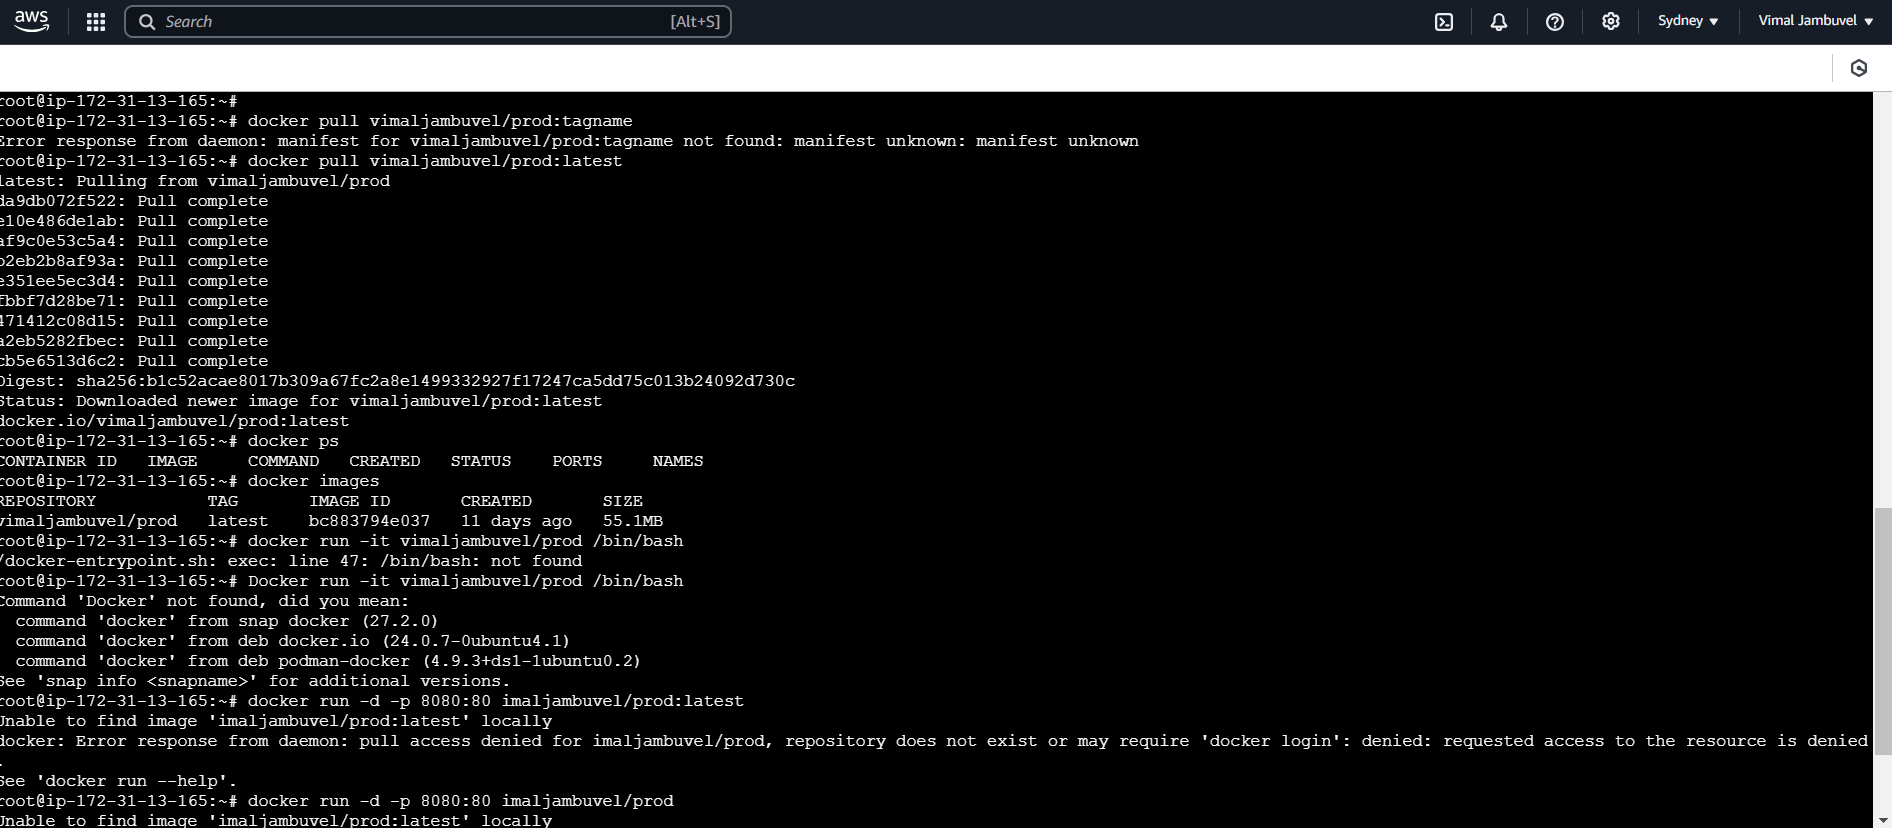 aws
Search [Alt+S] Sydney Vimal Jambuvel
root@ip-172-31-13-165:~#
root@ip-172-31-13-165:~# docker pull vimaljambuvel/prod:tagname
Error response from daemon: manifest for vimaljambuvel/prod:tagname not found: manifest unknown: manifest unknown
root@ip-172-31-13-165:~# docker pull vimaljambuvel/prod:latest
latest: Pulling from vimaljambuvel/prod
da9db072f522: Pull complete
e10e486de1ab: Pull complete
af9c0e53c5a4: Pull complete
b2eb2b8af93a: Pull complete
e351ee5ec3d4: Pull complete
fbbf7d28be71: Pull complete
471412c08d15: Pull complete
a2eb5282fbec: Pull complete
cb5e6513d6c2: Pull complete
Digest: sha256:b1c52acae8017b309a67fc2a8e1499332927f17247ca5dd75c013b24092d730c
Status: Downloaded newer image for vimaljambuvel/prod:latest
docker.io/vimaljambuvel/prod:latest
root@ip-172-31-13-165:~# docker ps
CONTAINER ID IMAGE COMMAND CREATED STATUS PORTS NAMES
root@ip-172-31-13-165:~# docker images
REPOSITORY TAG IMAGE ID CREATED SIZE
vimaljambuvel/prod latest bc883794e037 11 days ago 55.1MB
root@ip-172-31-13-165:~# docker run -it vimaljambuvel/prod /bin/bash
/docker-entrypoint.sh: exec: line 47: /bin/bash: not found
root@ip-172-31-13-165:~# Docker run -it vimaljambuvel/prod /bin/bash
Command 'Docker' not found, did you mean:
command 'docker' from snap docker (27.2.0)
command 'docker' from deb docker.io (24.0.7-0ubuntu4.1)
command 'docker' from deb podman-docker (4.9.3+ds1-1ubuntu0.2)
See 'snap info <snapname>' for additional versions.
root@ip-172-31-13-165:~# docker run -d -p 8080:80 imaljambuvel/prod:latest
Unable to find image 'imaljambuvel/prod:latest' locally
docker: Error response from daemon: pull access denied for imaljambuvel/prod, repository does not exist or may require 'docker login': denied: requested access to the resource is denied
.
See 'docker run --help'.
root@ip-172-31-13-165:~# docker run -d -p 8080:80 imaljambuvel/prod
Unable to find image 'imaljambuvel/prod:latest' locally